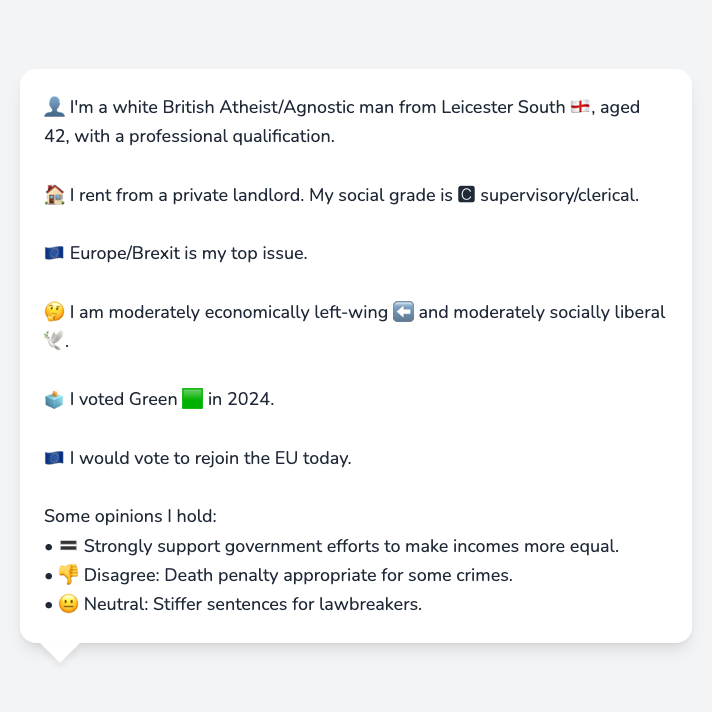 👤 I'm a white British Atheist/Agnostic man from Leicester South 🏴󠁧󠁢󠁥󠁮󠁧󠁿, aged
42, with a professional qualification.
🏠 I rent from a private landlord. My social grade is 🅲 supervisory/clerical.
🇪🇺 Europe/Brexit is my top issue.
🤔 I am moderately economically left-wing ⬅️ and moderately socially liberal
🕊️.
🗳️ I voted Green 🟩 in 2024.
🇪🇺 I would vote to rejoin the EU today.
Some opinions I hold:
• 🟰 Strongly support government efforts to make incomes more equal.
• 👎 Disagree: Death penalty appropriate for some crimes.
• 😐 Neutral: Stiffer sentences for lawbreakers.